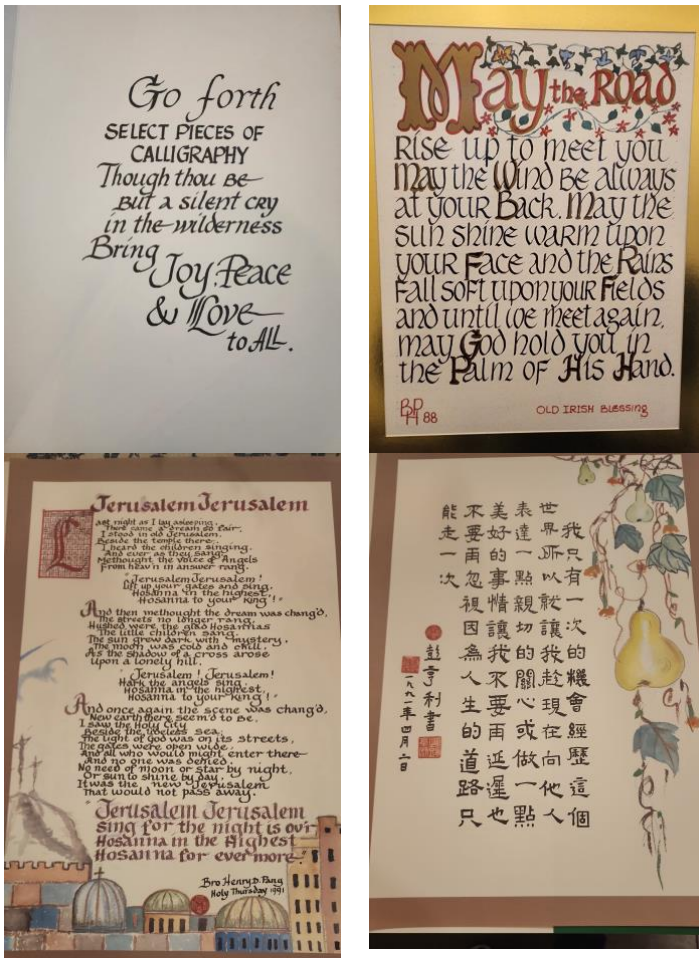 Go forth
SELECT PIECES OF
CALLIGRAPHY
Though thou be
But a silent cry
in the wilderness
Bring
Joy, Peace
& Love
to ALL.
May the Road
Rise up to meet you
May the Wind Be always
at your Back. May the
sun shine warm upon
your Face and the Rains
Fall soft upon your Fields
and until we meet again,
may God hold you in
the Palm of His Hand.
BP
H 88
OLD IRISH BLESSING
Jerusalem Jerusalem
Last night as I lay asleeping,
There came a dream so fair,
I stood in old Jerusalem,
Beside the temple there.
I heard the children singing,
And ever as they sang
Methought the voice of Angels
From heav'n in answer rang.
"Jerusalem Jerusalem!
Lift up your gates and sing,
Hosanna in the highest,
Hosanna to your King!"
And then methought the dream was chang'd,
The streets no longer rang,
Hushed were the glad Hosannas
The little children sang.
The sun grew dark with mystery,
The moon was cold and chill,
As the shadow of a cross arose
Upon a lonely hill.
"Jerusalem! Jerusalem!
Hark the angels sing,
Hosanna in the highest,
Hosanna to your king!"
And once again the scene was chang'd,
New earth there seem'd to be,
I saw the Holy City
Beside the tideless sea.
The light of God was on its streets,
The gates were open wide,
And all who would might enter there
And no one was denied.
No need of moon or star by night,
Or sun to shine by day,
It was the new Jerusalem
That would not pass away.
"Jerusalem Jerusalem
Sing for the night is ov'r
Hosanna in the Highest
Hosanna for ever more"
Bro Henry D. Pang
Holy Thursday 1991
我只有一次的機會經歷這個
世界所以就讓我趁現在向他人
表達一點親切的關心或做一點
美好的事情讓我不要再延遲也
不要再忽視因為人生的道路只
能走一次
彭亨利書
一九九一年四月二日